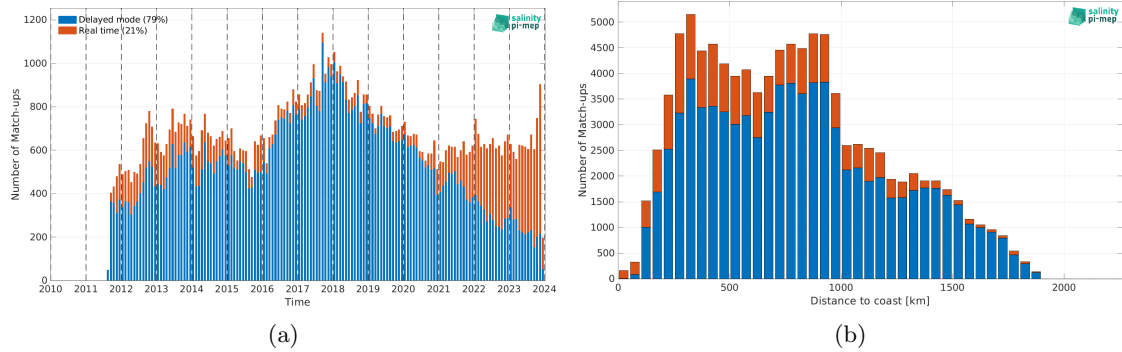 1200
1000
800
600
400
200
0
Number of Match-ups
Delayed mode (79%)
Real time (21%)
salinity
pi-mep
2010 2011 2012 2013 2014 2015 2016 2017 2018 2019 2020 2021 2022 2023 2024
Time
(a)
5000
4500
4000
3500
3000
2500
2000
1500
1000
500
0
Number of Match-ups
salinity
pi-mep
0 500 1000 1500 2000
Distance to coast [km]
(b)